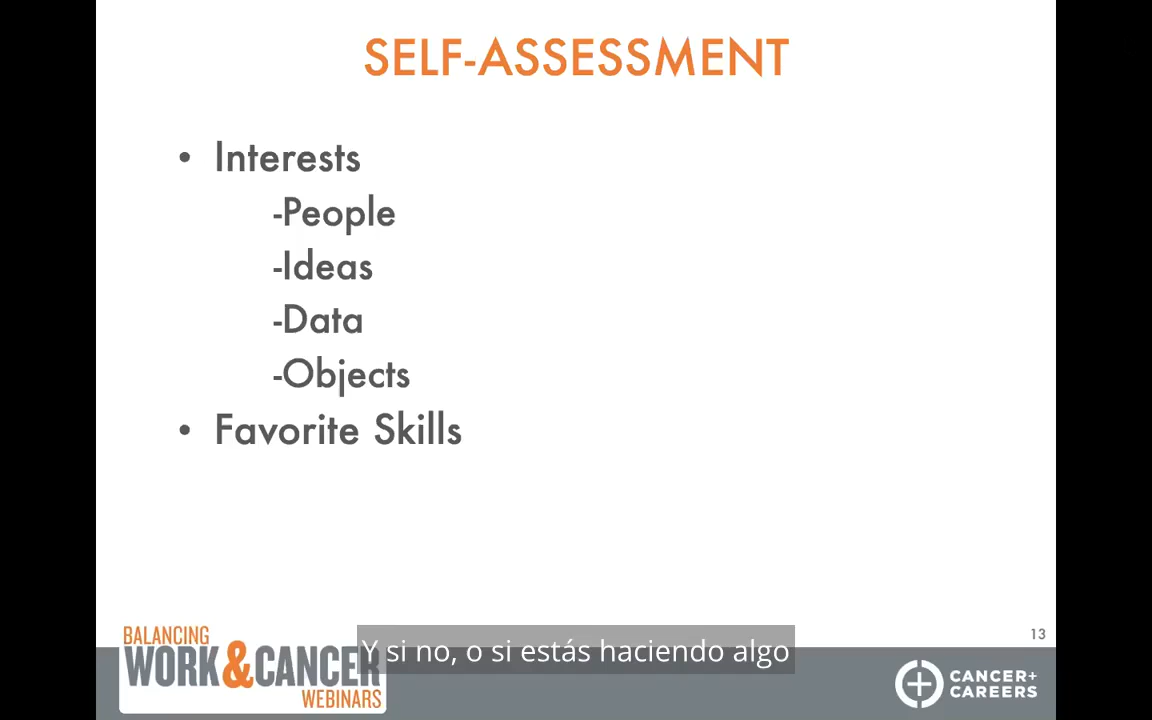 SELF-ASSESSMENT
• Interests
-People
-Ideas
-Data
-Objects
• Favorite Skills
13
BALANCING
WORK & CANCER
WEBINARS
Y si no, o si estás haciendo algo
CANCER+
CAREERS